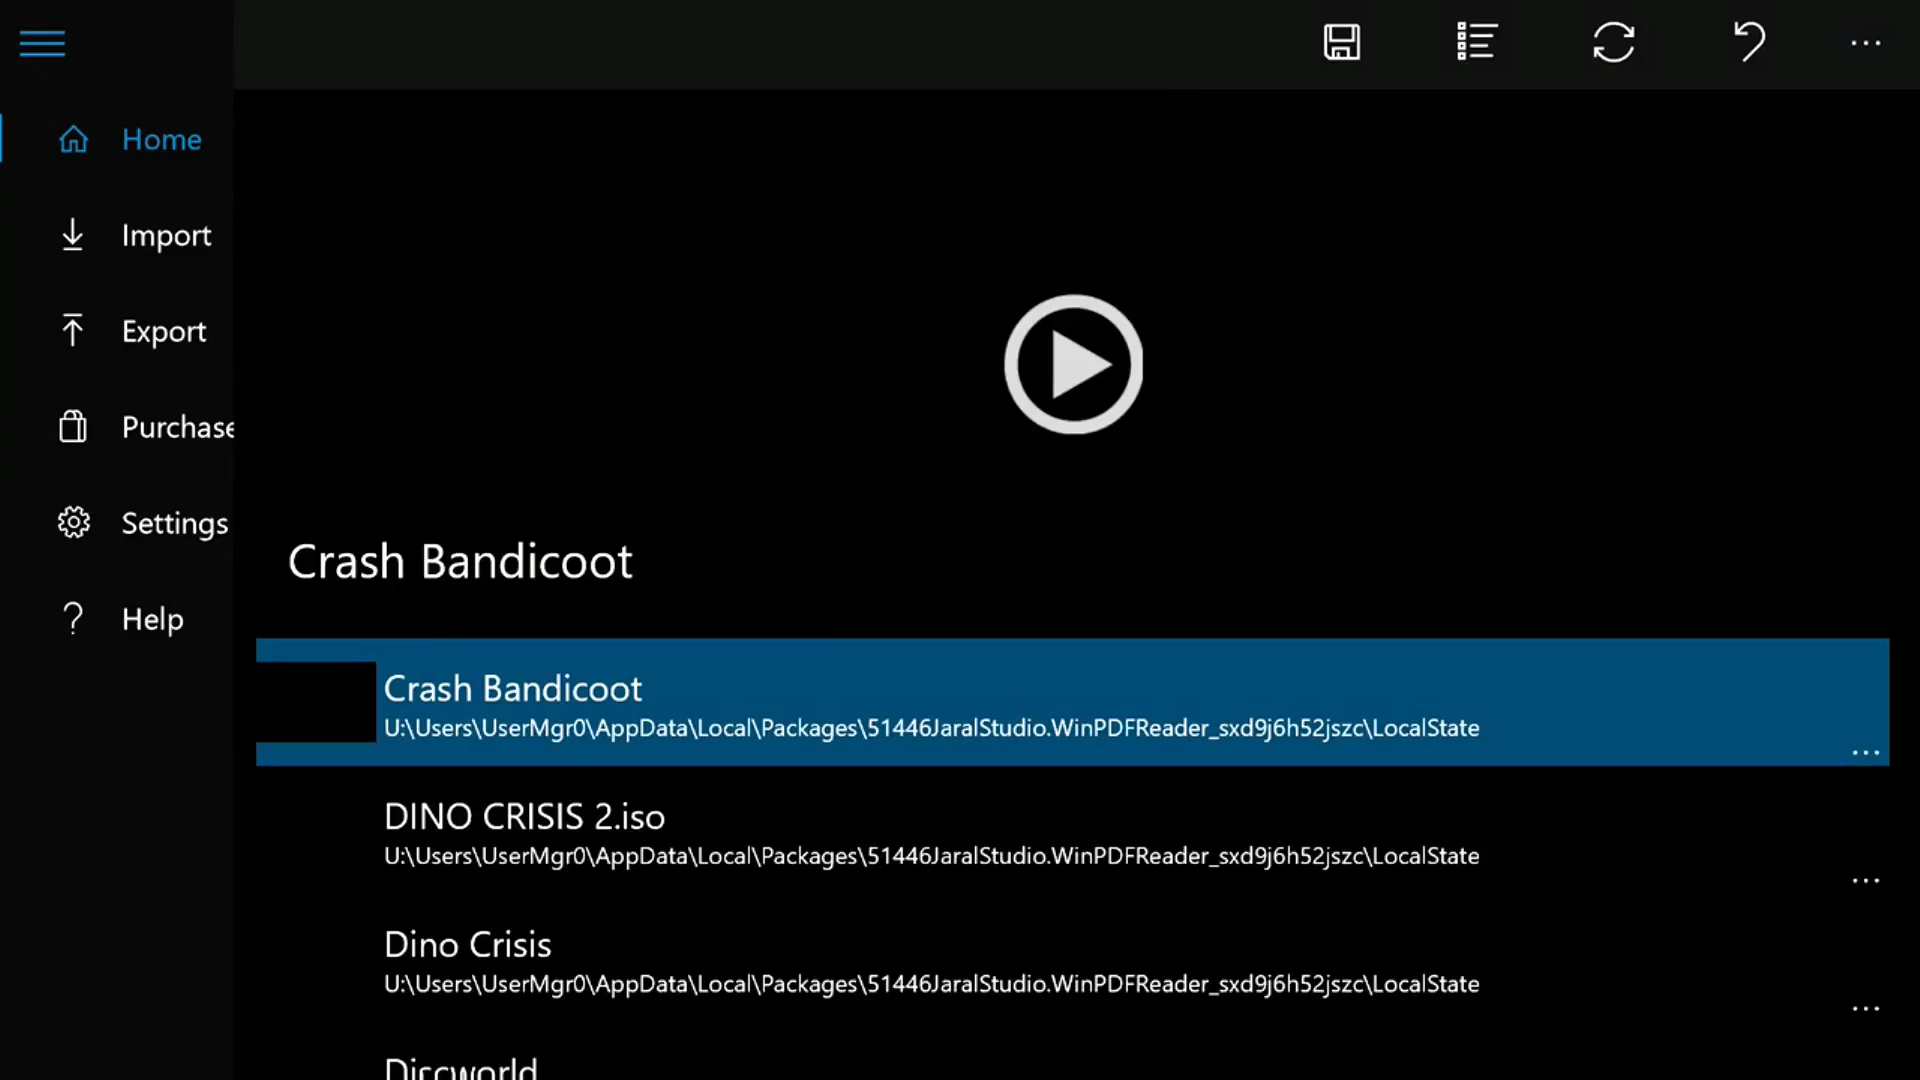 Home
Import
Export
Purchase
Settings
Help
Crash Bandicoot
Crash Bandicoot
U:\Users\UserMgr0\AppData\Local\Packages\51446JaralStudio.WinPDFReader_sxd9j6h52jszc\LocalState
DINO CRISIS 2.iso
U:\Users\UserMgr0\AppData\Local\Packages\51446JaralStudio.WinPDFReader_sxd9j6h52jszc\LocalState
Dino Crisis
U:\Users\UserMgr0\AppData\Local\Packages\51446JaralStudio.WinPDFReader_sxd9j6h52jszc\LocalState
Discworld